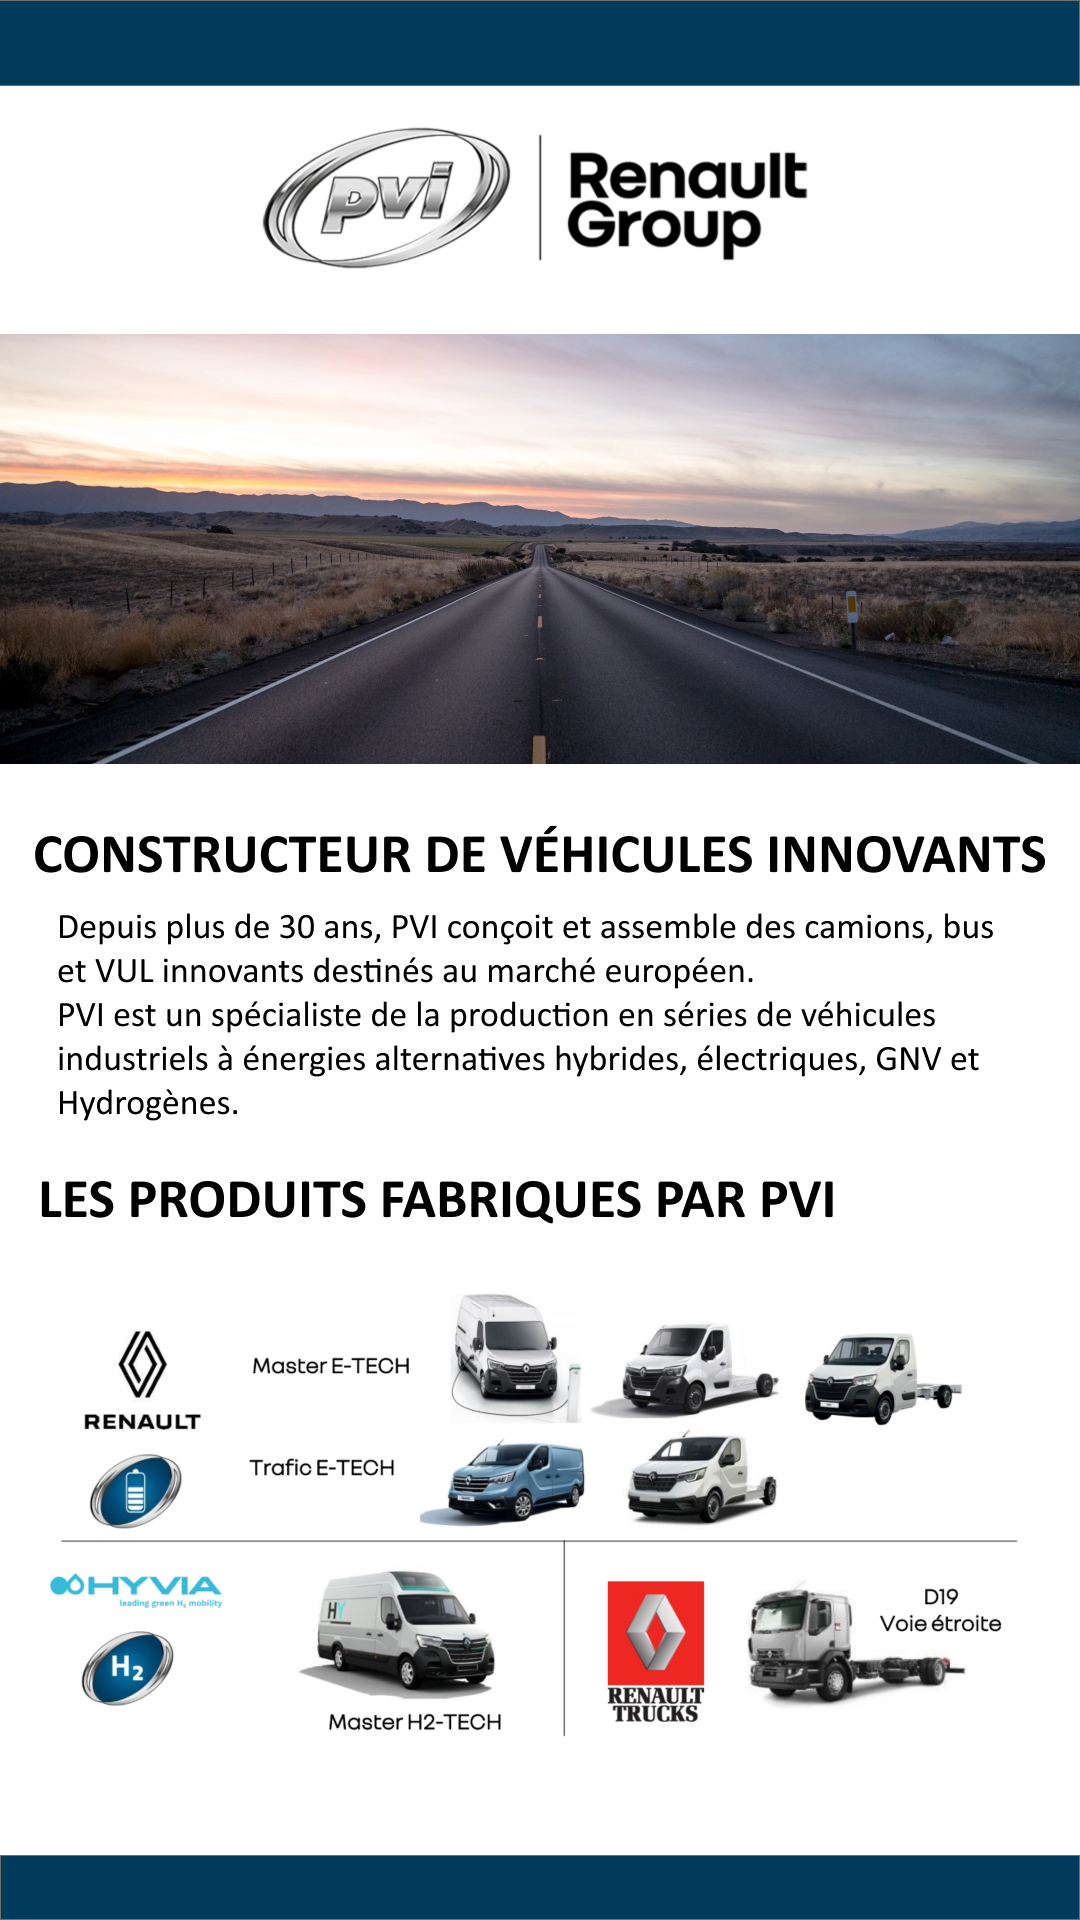 pvi
Renault
Group
CONSTRUCTEUR DE VÉHICULES INNOVANTS
Depuis plus de 30 ans, PVI conçoit et assemble des camions, bus
et VUL innovants destinés au marché européen.
PVI est un spécialiste de la production en séries de véhicules
industriels à énergies alternatives hybrides, électriques, GNV et
Hydrogènes.
LES PRODUITS FABRIQUES PAR PVI
RENAULT
Master E-TECH
Trafic E-TECH
HYVIA
leading green H₂ mobility
H₂
HY
Master H2-TECH
RENAULT
TRUCKS
D19
Voie étroite